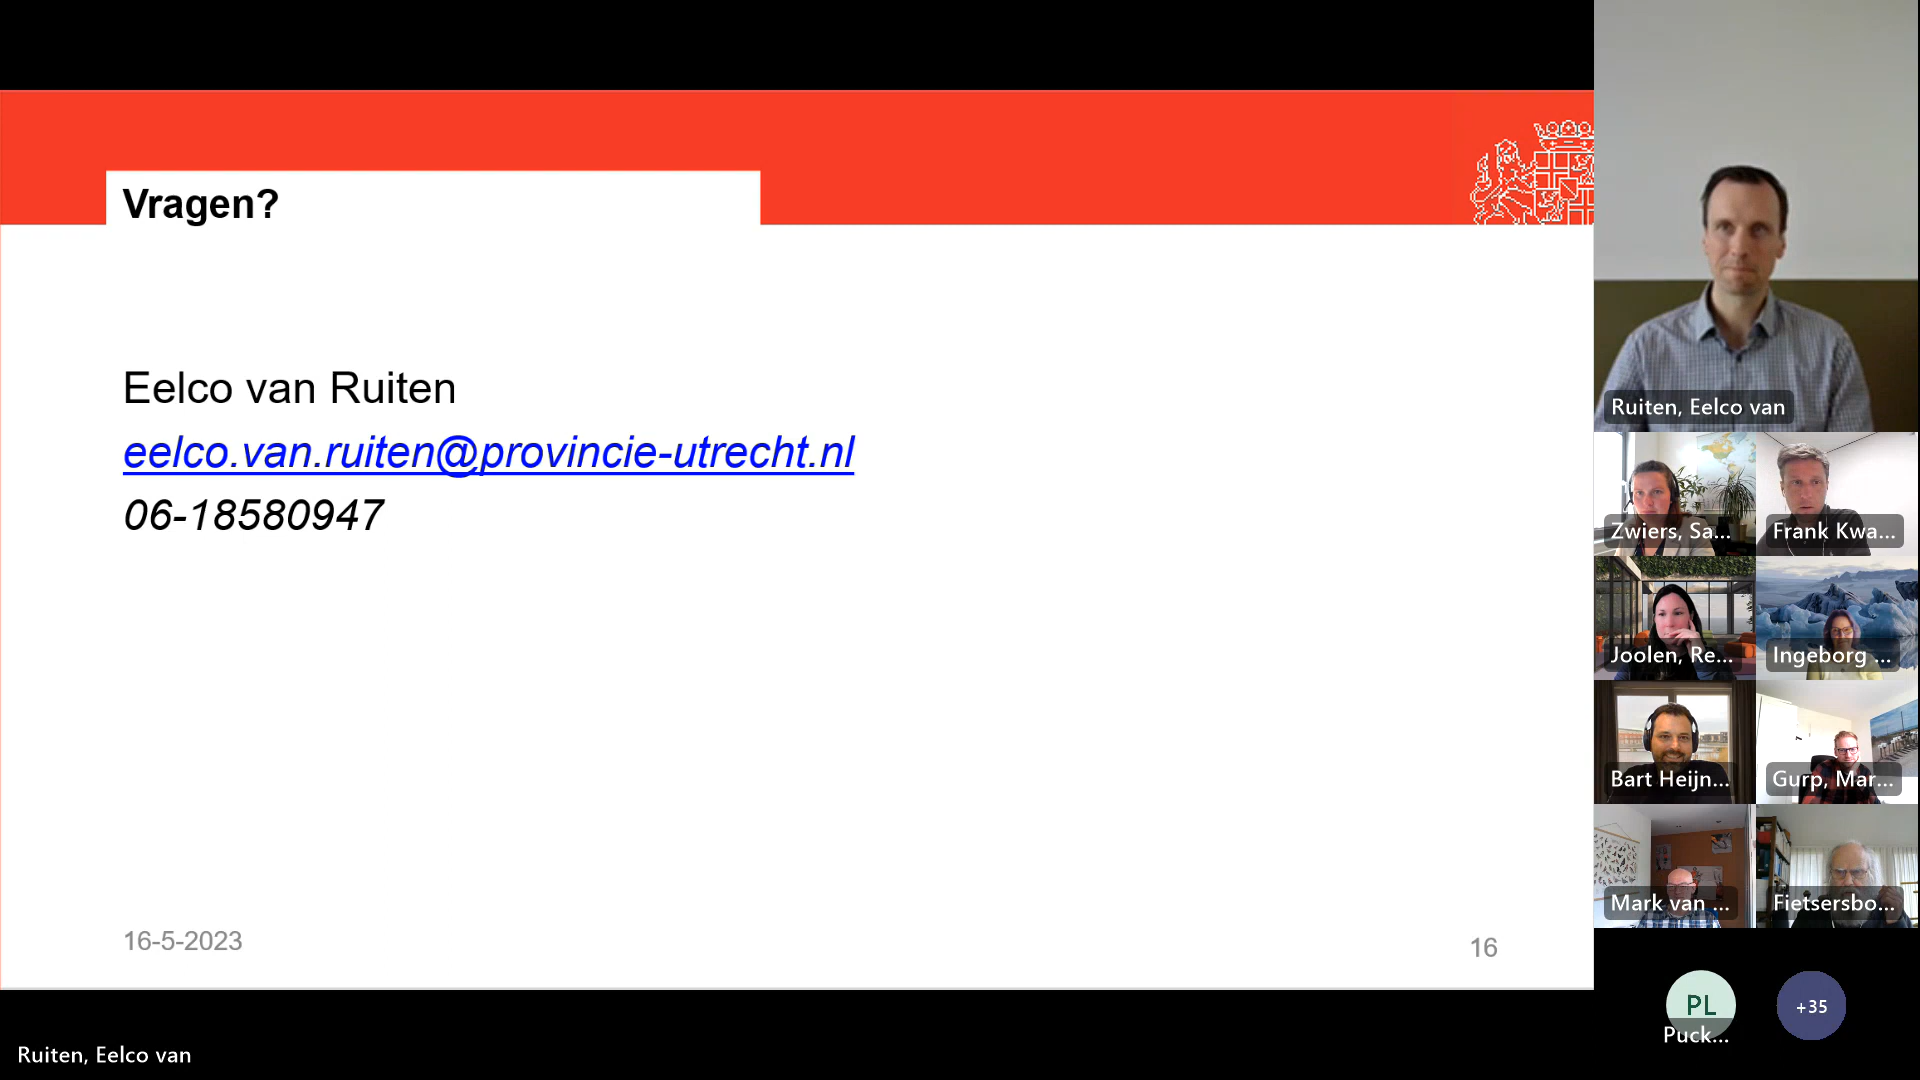 Vragen?
Eelco van Ruiten
eelco.van.ruiten@provincie-utrecht.nl
06-18580947
16-5-2023
16
Ruiten, Eelco van
Zwiers, Sa...
Frank Kwa...
Joolen, Re...
Ingeborg ...
Bart Heijn...
Gurp, Mar...
Mark van ...
Fietsersbo...
PL
Puck...
+35
Ruiten, Eelco van